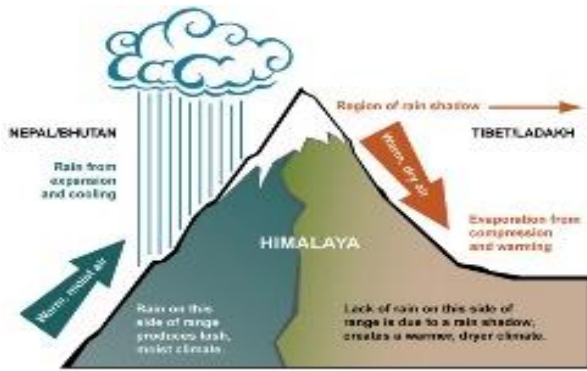 Region of rain shadow
NEPAL/BHUTAN
TIBET/LADAKH
Rain from
expansion
and cooling
Warm, dry air
Evaporation from
compression
and warming
HIMALAYA
Warm, moist air
Rain on this
side of range
produces lush,
moist climate.
Lack of rain on this side of
range is due to a rain shadow,
creates a warmer, dryer climate.